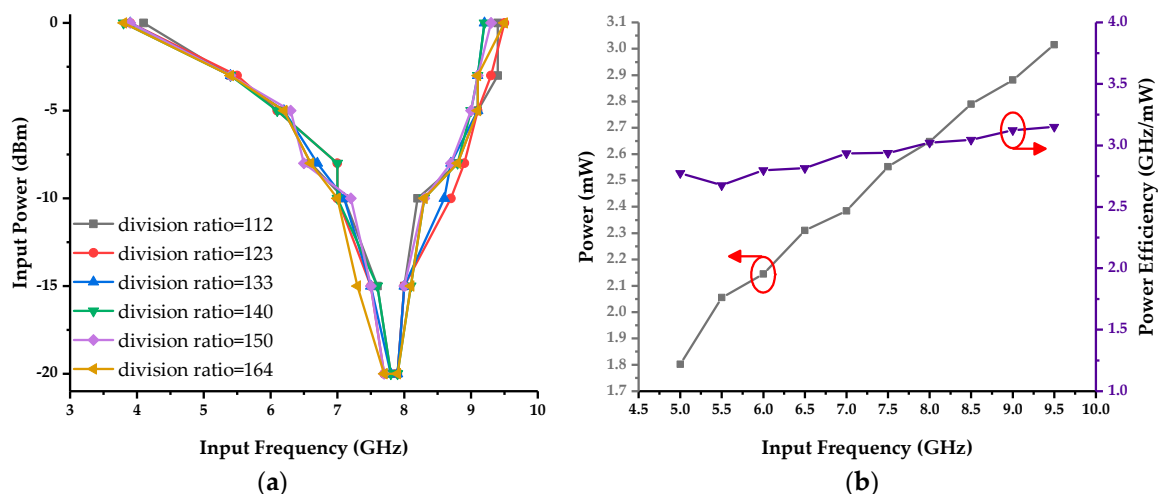 0
-5
-10
-15
-20
Input Power (dBm)
division ratio=112
division ratio=123
division ratio=133
division ratio=140
division ratio=150
division ratio=164
3 4 5 6 7 8 9 10
Input Frequency (GHz)
(a)
3.1
3.0
2.9
2.8
2.7
2.6
2.5
2.4
2.3
2.2
2.1
2.0
1.9
1.8
1.7
Power (mW)
4.0
3.5
3.0
2.5
2.0
1.5
1.0
Power Efficiency (GHz/mW)
4.5 5.0 5.5 6.0 6.5 7.0 7.5 8.0 8.5 9.0 9.5 10.0
Input Frequency (GHz)
(b)